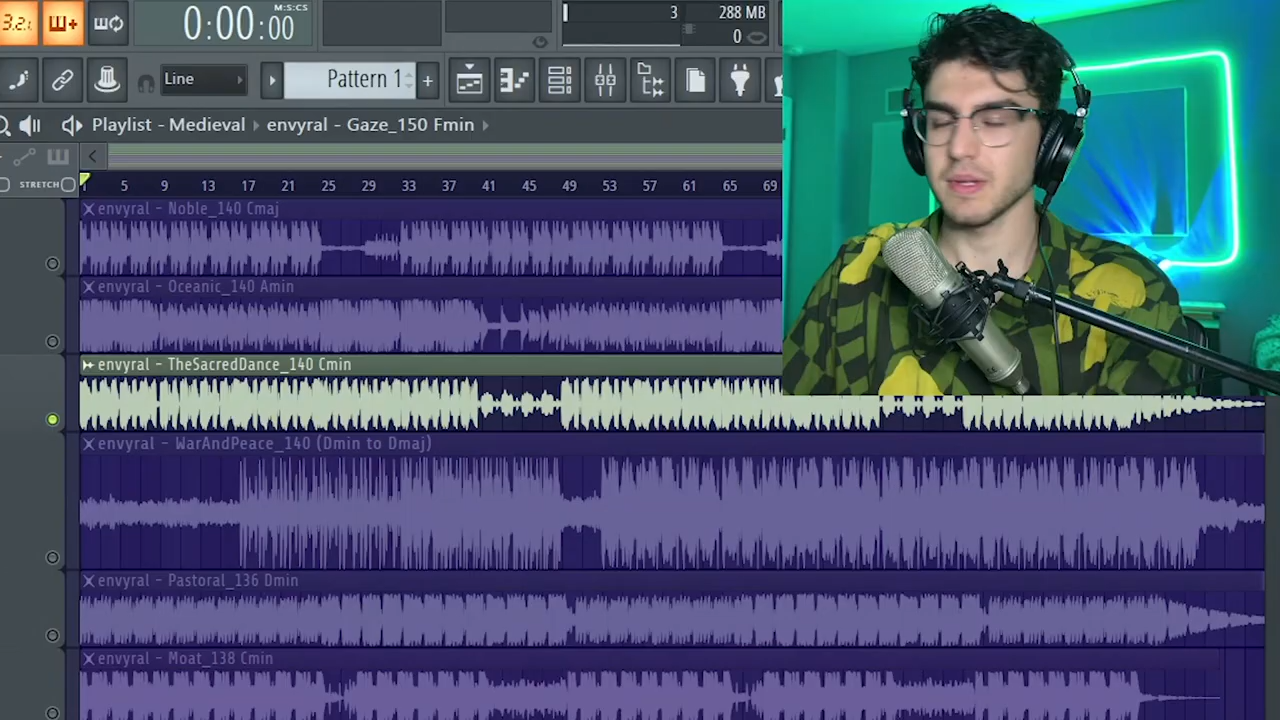 3.2.
M:S:CS
0:00:00
3
288 MB
0
Line
Pattern 1
+
Playlist - Medieval › envyral - Gaze_150 Fmin ›
STRETCH
5 9 13 17 21 25 29 33 37 41 45 49 53 57 61 65 69
envyral - Noble_140 Cmaj
envyral - Oceanic_140 Amin
envyral - TheSacredDance_140 Cmin
envyral - WarAndPeace_140 (Dmin to Dmaj)
envyral - Pastoral_136 Dmin
envyral - Moat_138 Cmin